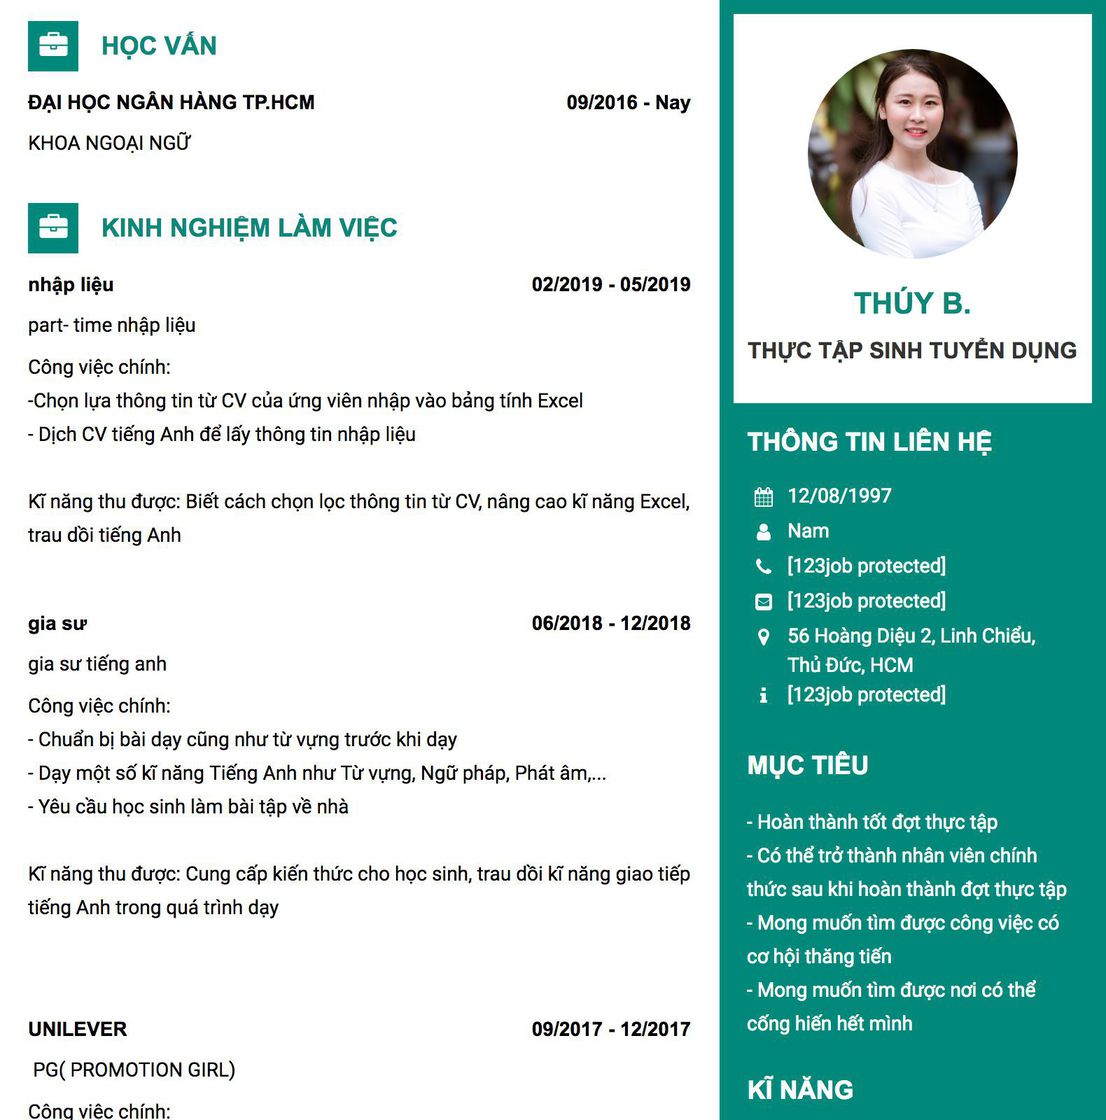 HỌC VẤN
ĐẠI HỌC NGÂN HÀNG TP.HCM 09/2016 - Nay
KHOA NGOẠI NGỮ
KINH NGHIỆM LÀM VIỆC
nhập liệu 02/2019 - 05/2019
part- time nhập liệu
Công việc chính:
-Chọn lựa thông tin từ CV của ứng viên nhập vào bảng tính Excel
- Dịch CV tiếng Anh để lấy thông tin nhập liệu
Kĩ năng thu được: Biết cách chọn lọc thông tin từ CV, nâng cao kĩ năng Excel,
trau dồi tiếng Anh
gia sư 06/2018 - 12/2018
gia sư tiếng anh
Công việc chính:
- Chuẩn bị bài dạy cũng như từ vựng trước khi dạy
- Dạy một số kĩ năng Tiếng Anh như Từ vựng, Ngữ pháp, Phát âm,...
- Yêu cầu học sinh làm bài tập về nhà
Kĩ năng thu được: Cung cấp kiến thức cho học sinh, trau dồi kĩ năng giao tiếp
tiếng Anh trong quá trình dạy
UNILEVER 09/2017 - 12/2017
PG( PROMOTION GIRL)
Công việc chính:
THÚY B.
THỰC TẬP SINH TUYỂN DỤNG
THÔNG TIN LIÊN HỆ
12/08/1997
Nam
[123job protected]
[123job protected]
56 Hoàng Diệu 2, Linh Chiểu,
Thủ Đức, HCM
[123job protected]
MỤC TIÊU
- Hoàn thành tốt đợt thực tập
- Có thể trở thành nhân viên chính
thức sau khi hoàn thành đợt thực tập
- Mong muốn tìm được công việc có
cơ hội thăng tiến
- Mong muốn tìm được nơi có thể
cống hiến hết mình
KĨ NĂNG